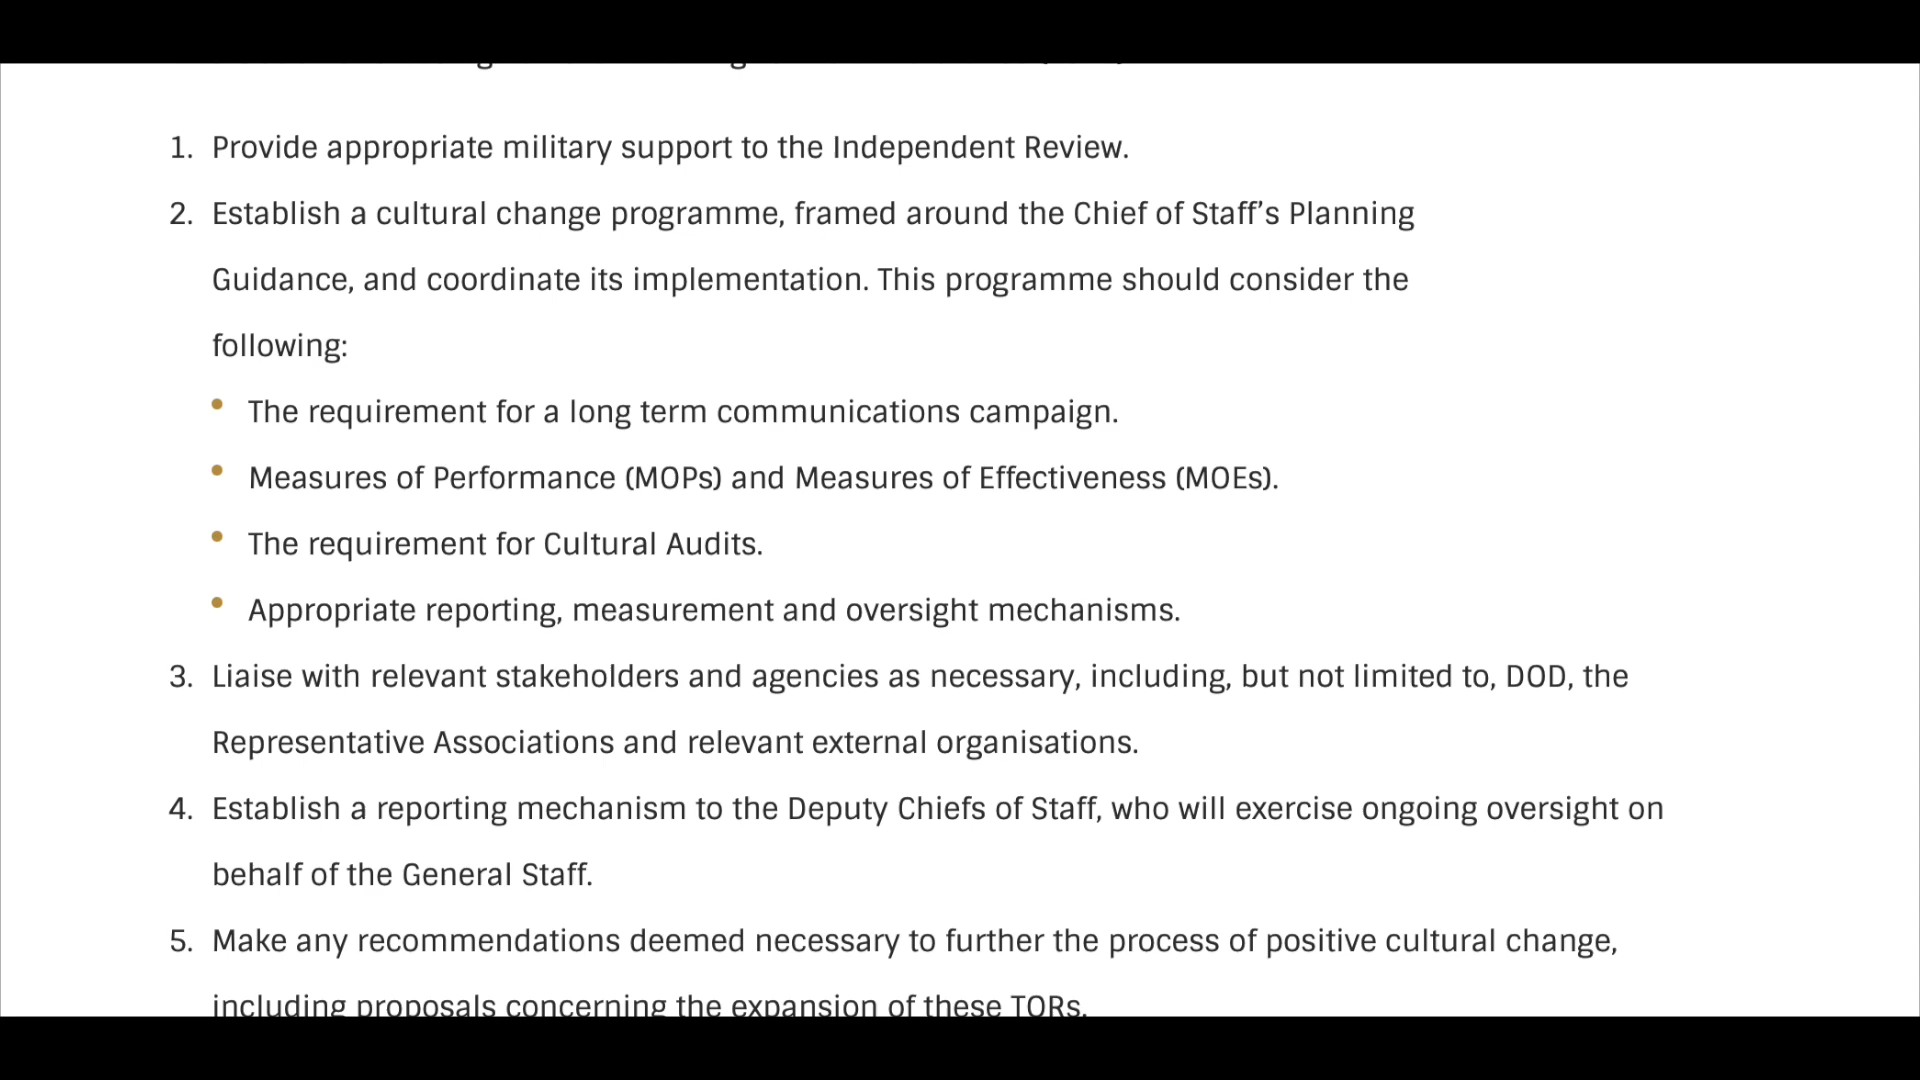 1. Provide appropriate military support to the Independent Review.
2. Establish a cultural change programme, framed around the Chief of Staff’s Planning
Guidance, and coordinate its implementation. This programme should consider the
following:
• The requirement for a long term communications campaign.
• Measures of Performance (MOPs) and Measures of Effectiveness (MOEs).
• The requirement for Cultural Audits.
• Appropriate reporting, measurement and oversight mechanisms.
3. Liaise with relevant stakeholders and agencies as necessary, including, but not limited to, DOD, the
Representative Associations and relevant external organisations.
4. Establish a reporting mechanism to the Deputy Chiefs of Staff, who will exercise ongoing oversight on
behalf of the General Staff.
5. Make any recommendations deemed necessary to further the process of positive cultural change,
including proposals concerning the expansion of these TORs.